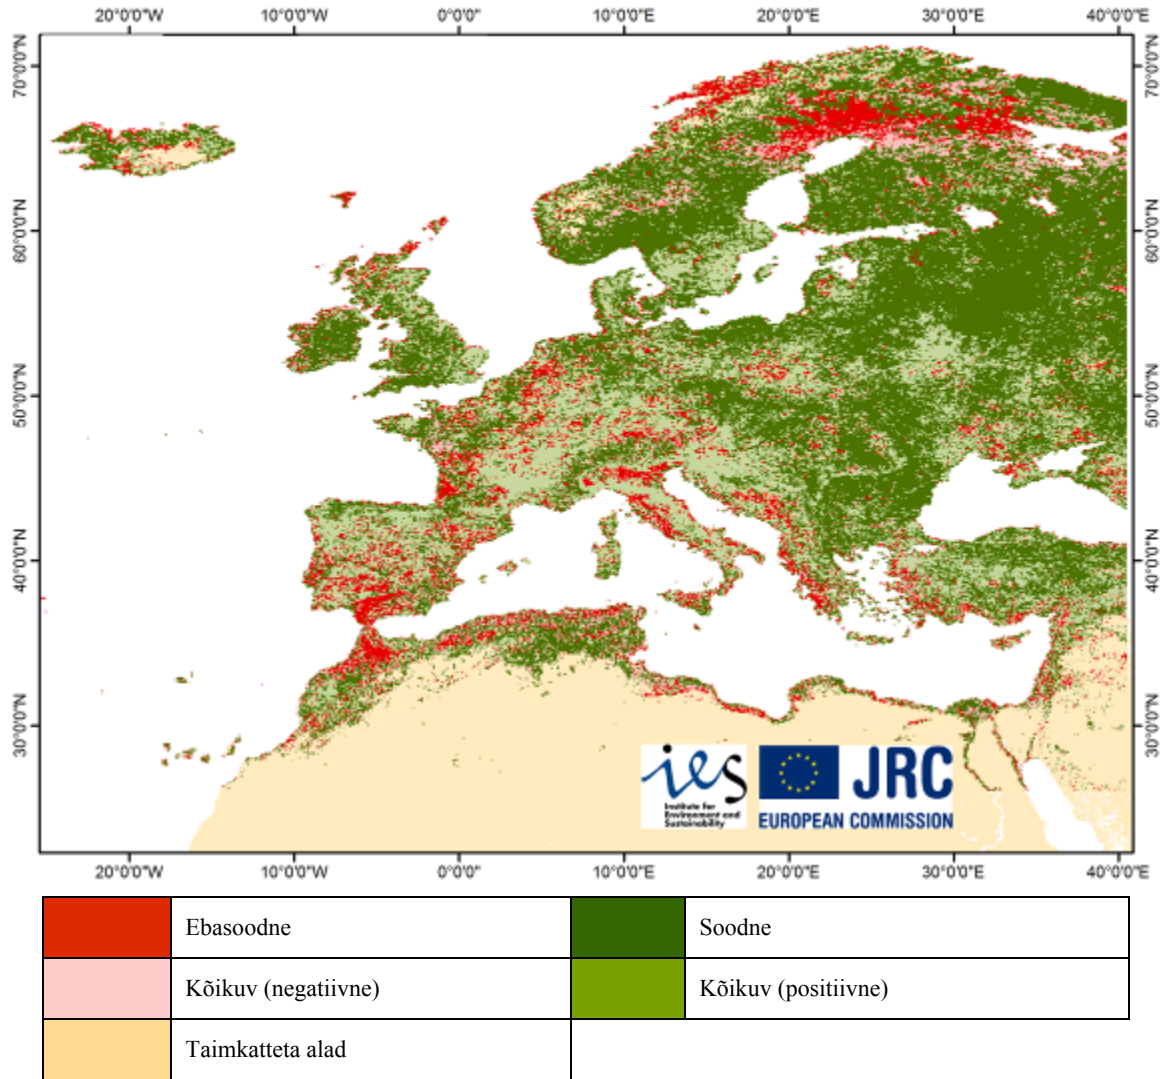 20°0'0"W 10°0'0"W 0°0'0" 10°0'0"E 20°0'0"E 30°0'0"E 40°0'0"E
70°0'0"N 70°0'0"N
60°0'0"N 60°0'0"N
50°0'0"N 50°0'0"N
40°0'0"N 40°0'0"N
30°0'0"N 30°0'0"N
ies JRC
Institute for
Environment and
Sustainability
EUROPEAN COMMISSION
20°0'0"W 10°0'0"W 0°0'0" 10°0'0"E 20°0'0"E 30°0'0"E 40°0'0"E
Ebasoodne Soodne
Kõikuv (negatiivne) Kõikuv (positiivne)
Taimkatteta alad